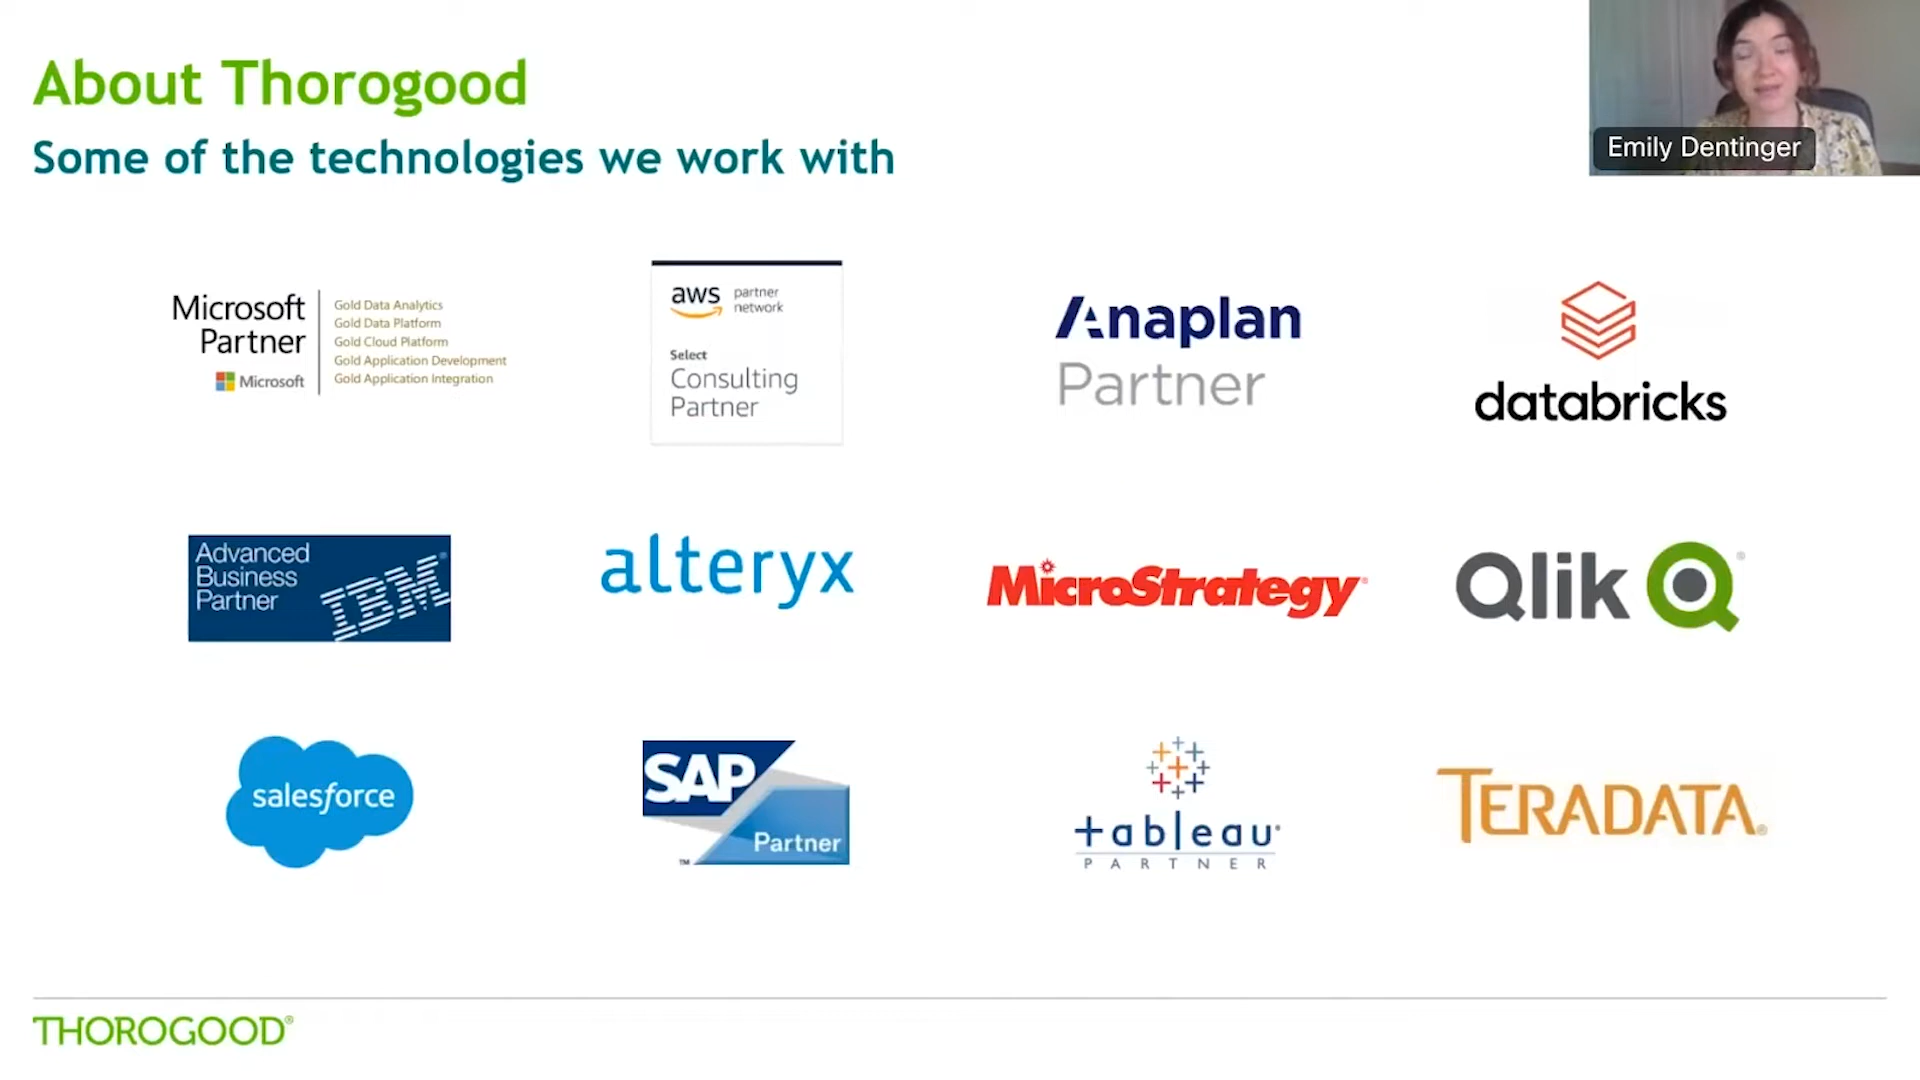 About Thorogood
Some of the technologies we work with
Emily Dentinger
Microsoft
Partner
Microsoft
Gold Data Analytics
Gold Data Platform
Gold Cloud Platform
Gold Application Development
Gold Application Integration
aws partner
network
Select
Consulting
Partner
Anaplan
Partner
databricks
Advanced
Business
Partner
IBM®
alteryx
MicroStrategy®
Qlik Q®
salesforce
SAP
Partner
™
+ableau®
PARTNER
TERADATA®
THOROGOOD®